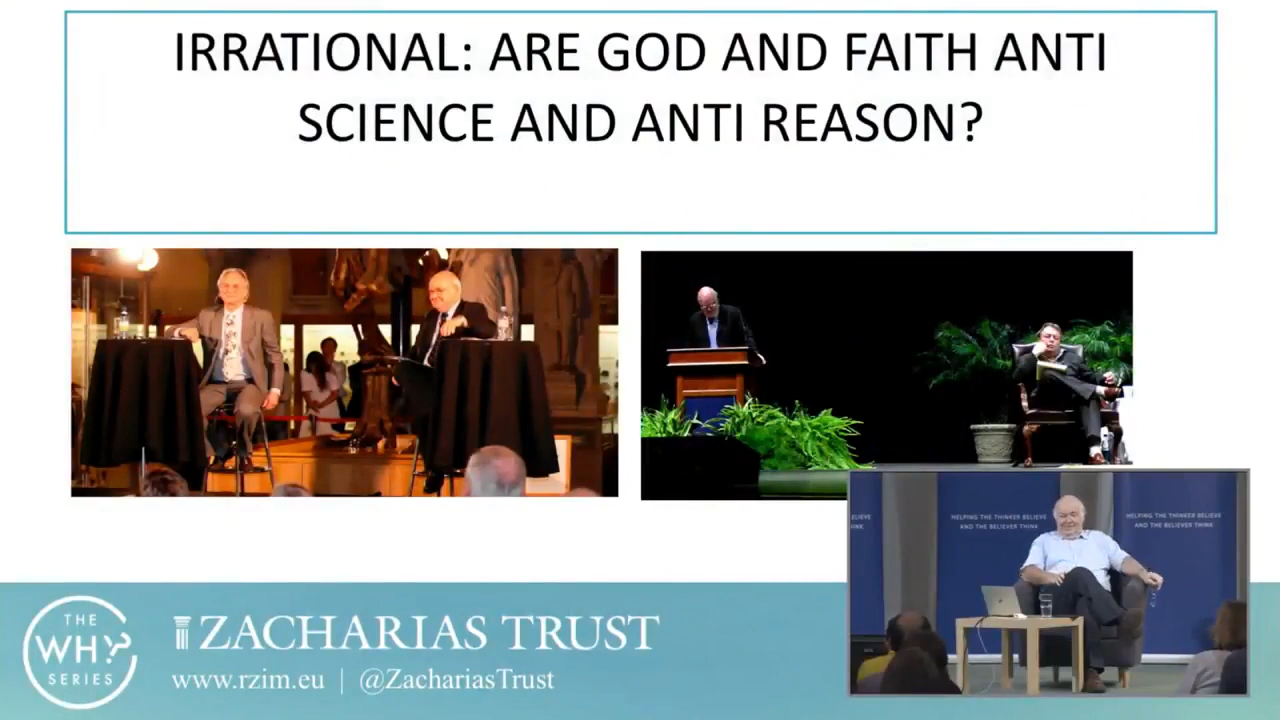 IRRATIONAL: ARE GOD AND FAITH ANTI
SCIENCE AND ANTI REASON?
HELPING THE THINKER BELIEVE
AND THE BELIEVER THINK
HELPING THE THINKER BELIEVE
AND THE BELIEVER THINK
THE
WH?
SERIES
ZACHARIAS TRUST
www.rzim.eu | @ZachariasTrust